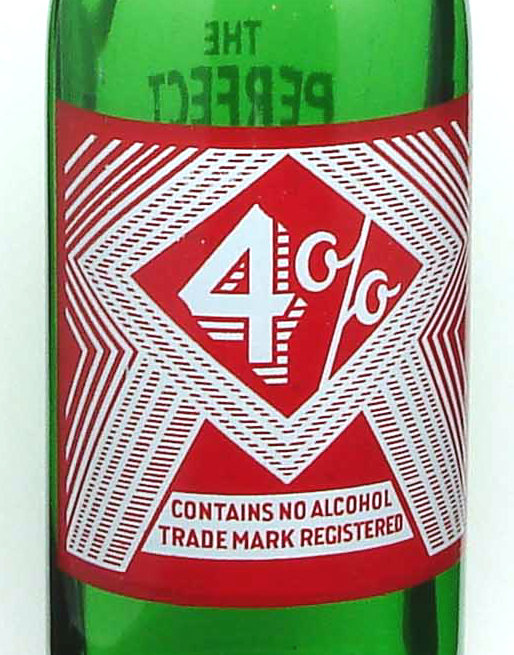 THE
PERFECT
4%
CONTAINS NO ALCOHOL
TRADE MARK REGISTERED